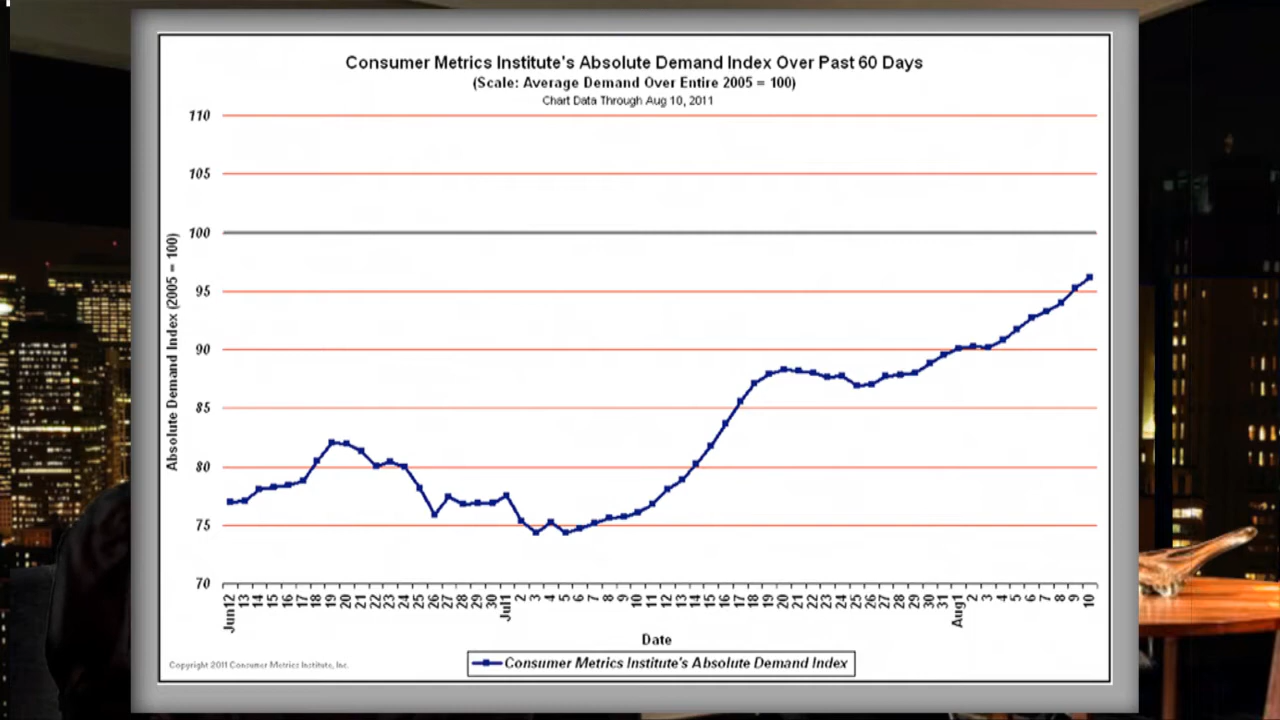 Consumer Metrics Institute's Absolute Demand Index Over Past 60 Days
(Scale: Average Demand Over Entire 2005 = 100)
Chart Data Through Aug 10, 2011
110
105
100
95
90
85
80
75
70
Absolute Demand Index (2005 = 100)
Jun12 13 14 15 16 17 18 19 20 21 22 23 24 25 26 27 28 29 30 Jul1 2 3 4 5 6 7 8 9 10 11 12 13 14 15 16 17 18 19 20 21 22 23 24 25 26 27 28 29 30 31 Aug1 2 3 4 5 6 7 8 9 10
Date
Consumer Metrics Institute's Absolute Demand Index
Copyright 2011 Consumer Metrics Institute, Inc.